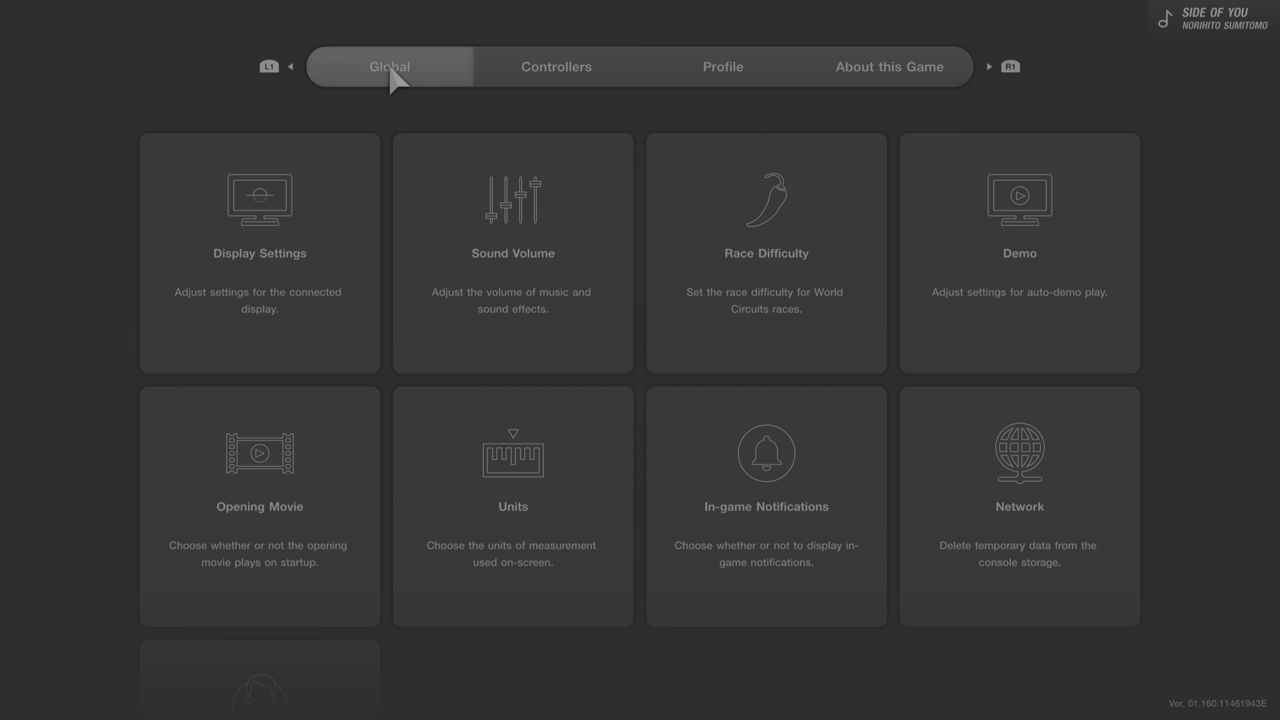 SIDE OF YOU
NORIHITO SUMITOMO
L1 Global Controllers Profile About this Game R1
Display Settings
Adjust settings for the connected
display.
Sound Volume
Adjust the volume of music and
sound effects.
Race Difficulty
Set the race difficulty for World
Circuits races.
Demo
Adjust settings for auto-demo play.
Opening Movie
Choose whether or not the opening
movie plays on startup.
Units
Choose the units of measurement
used on-screen.
In-game Notifications
Choose whether or not to display in-
game notifications.
Network
Delete temporary data from the
console storage.
Ver. 01.160.11461943E